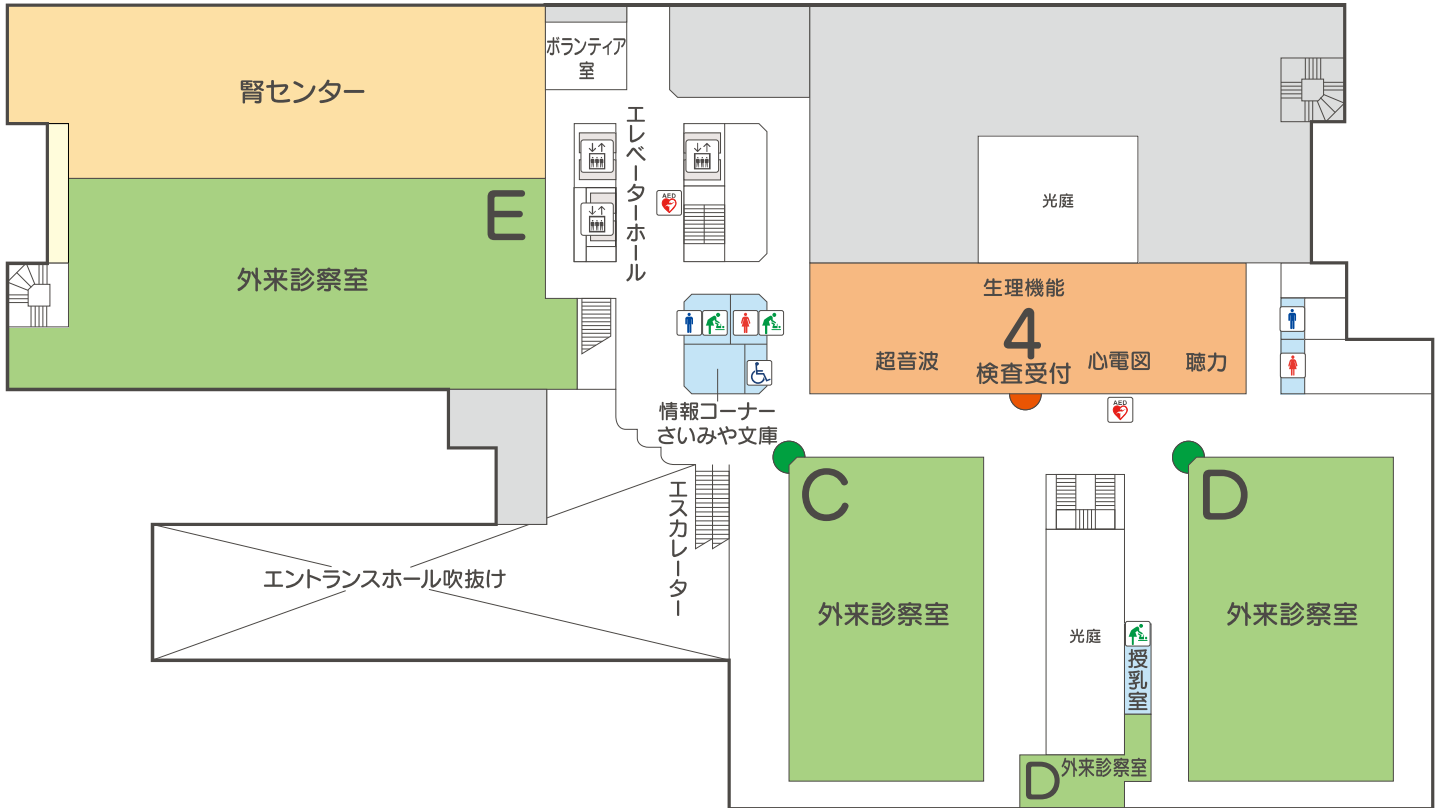 腎センター
ボランティア
室
エレベーターホール
AED
光庭
E
外来診察室
生理機能
4
検査受付
超音波
心電図
聴力
AED
情報コーナー
さいみや文庫
エスカレーター
エントランスホール吹抜け
C
外来診察室
D
外来診察室
光庭
授乳室
D
外来診察室